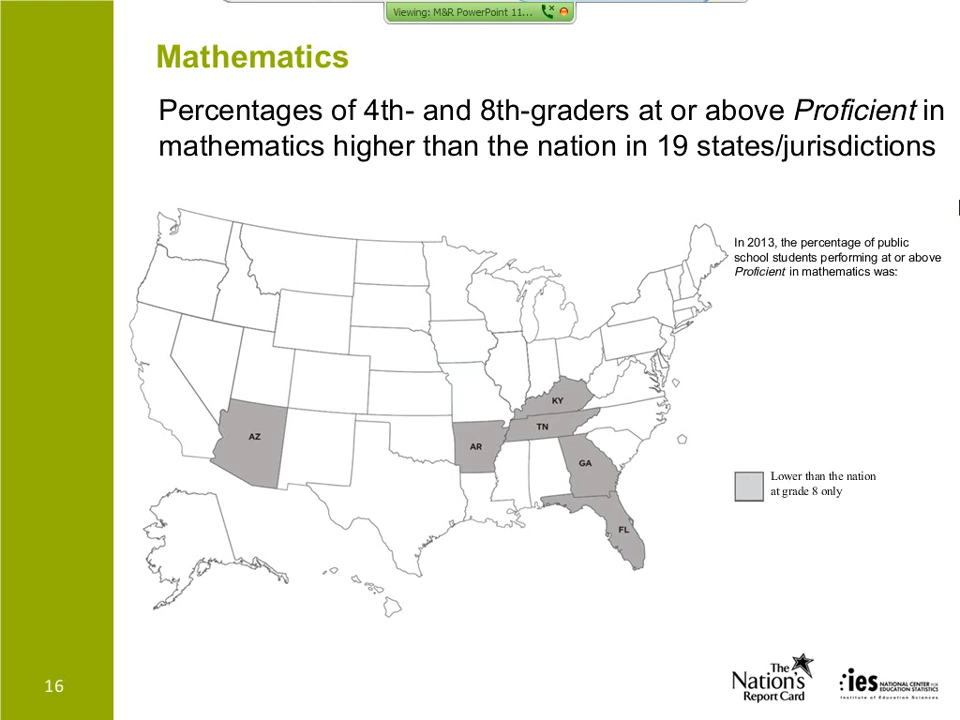 Viewing: M&R PowerPoint 11...
Mathematics
Percentages of 4th- and 8th-graders at or above Proficient in
mathematics higher than the nation in 19 states/jurisdictions
In 2013, the percentage of public
school students performing at or above
Proficient in mathematics was:
KY
TN
AZ
AR
GA
FL
Lower than the nation
at grade 8 only
16
The
Nation's
Report Card
ies NATIONAL CENTER FOR
EDUCATION STATISTICS
Institute of Education Sciences